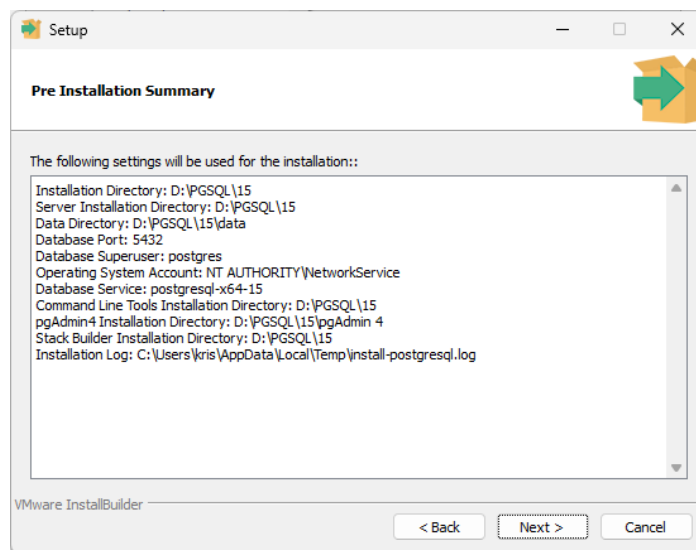 Setup
Pre Installation Summary
The following settings will be used for the installation::
Installation Directory: D:\PGSQL\15
Server Installation Directory: D:\PGSQL\15
Data Directory: D:\PGSQL\15\data
Database Port: 5432
Database Superuser: postgres
Operating System Account: NT AUTHORITY\NetworkService
Database Service: postgresql-x64-15
Command Line Tools Installation Directory: D:\PGSQL\15
pgAdmin4 Installation Directory: D:\PGSQL\15\pgAdmin 4
Stack Builder Installation Directory: D:\PGSQL\15
Installation Log: C:\Users\kris\AppData\Local\Temp\install-postgresql.log
VMware InstallBuilder
< Back Next > Cancel